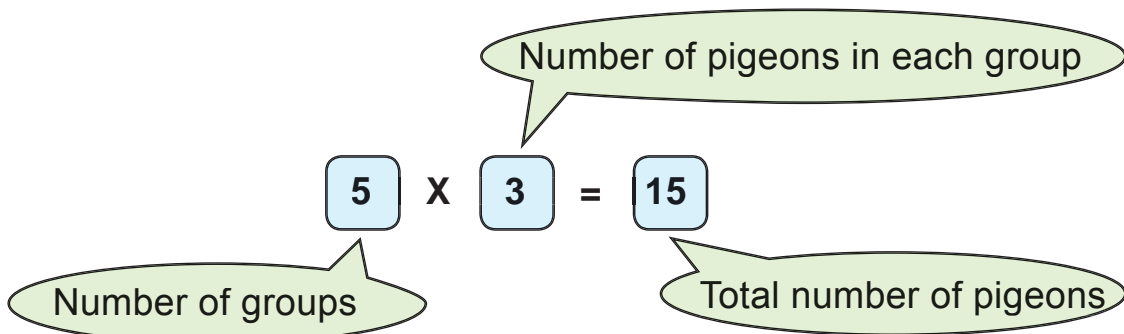 Number of pigeons in each group
5 X 3 = 15
Number of groups
Total number of pigeons